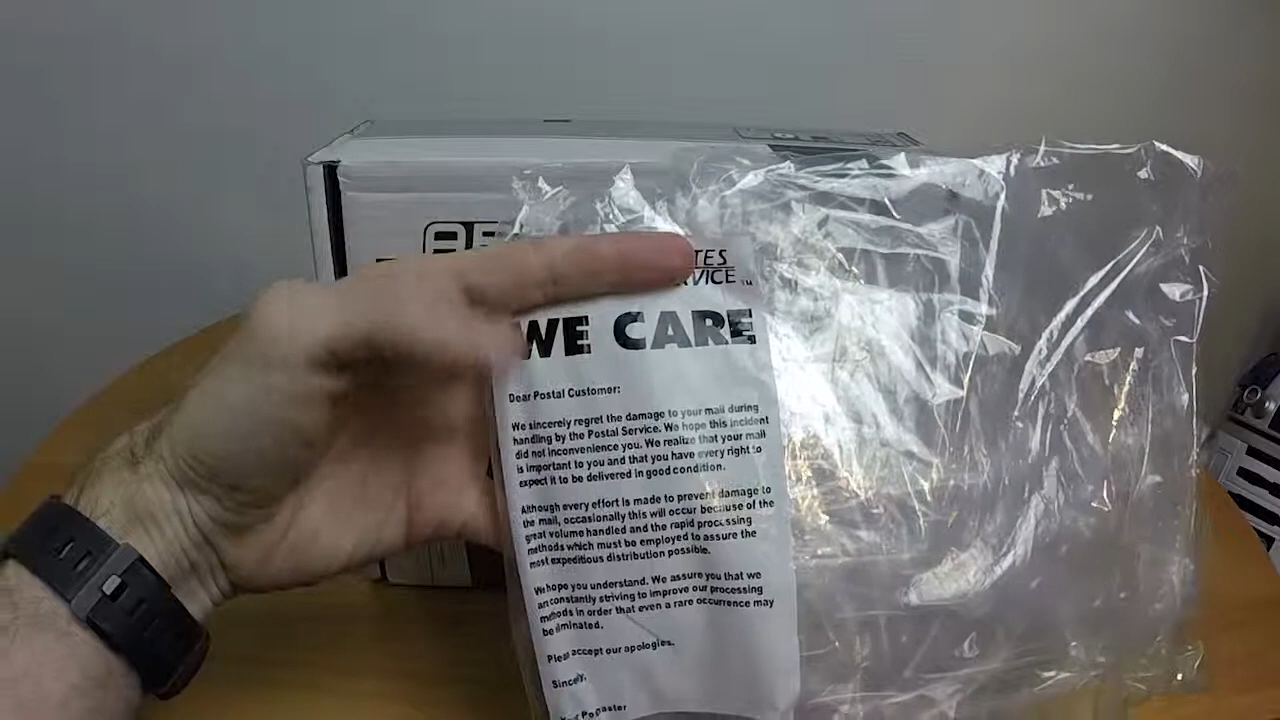 TES
RVICE TM
WE CARE
Dear Postal Customer:
We sincerely regret the damage to your mail during
handling by the Postal Service. We hope this incident
did not inconvenience you. We realize that your mail
is important to you and that you have every right to
expect it to be delivered in good condition.
Although every effort is made to prevent damage to
the mail, occasionally this will occur because of the
great volume handled and the rapid processing
methods which must be employed to assure the
most expeditious distribution possible.
We hope you understand. We assure you that we
constantly striving to improve our processing
methods in order that even a rare occurrence may
be eliminated.
Please accept our apologies.